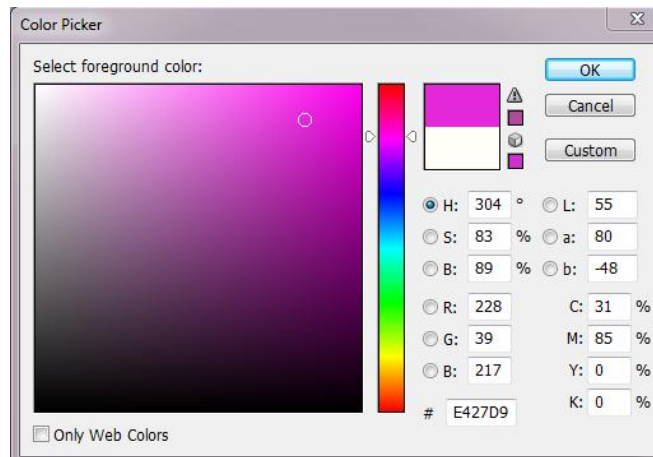 Color Picker
Select foreground color:
OK
Cancel
Custom
H: 304 ° L: 55
S: 83 % a: 80
B: 89 % b: -48
R: 228 C: 31 %
G: 39 M: 85 %
B: 217 Y: 0 %
# E427D9 K: 0 %
Only Web Colors